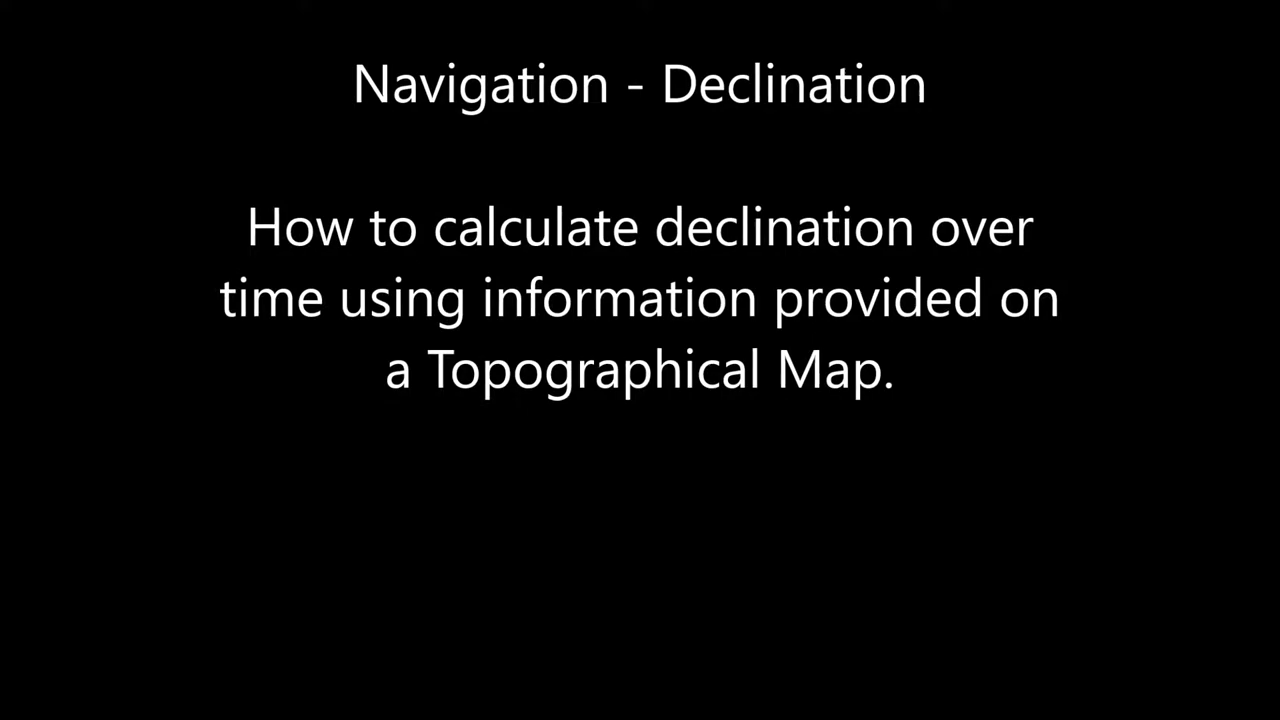 Navigation - Declination
How to calculate declination over
time using information provided on
a Topographical Map.